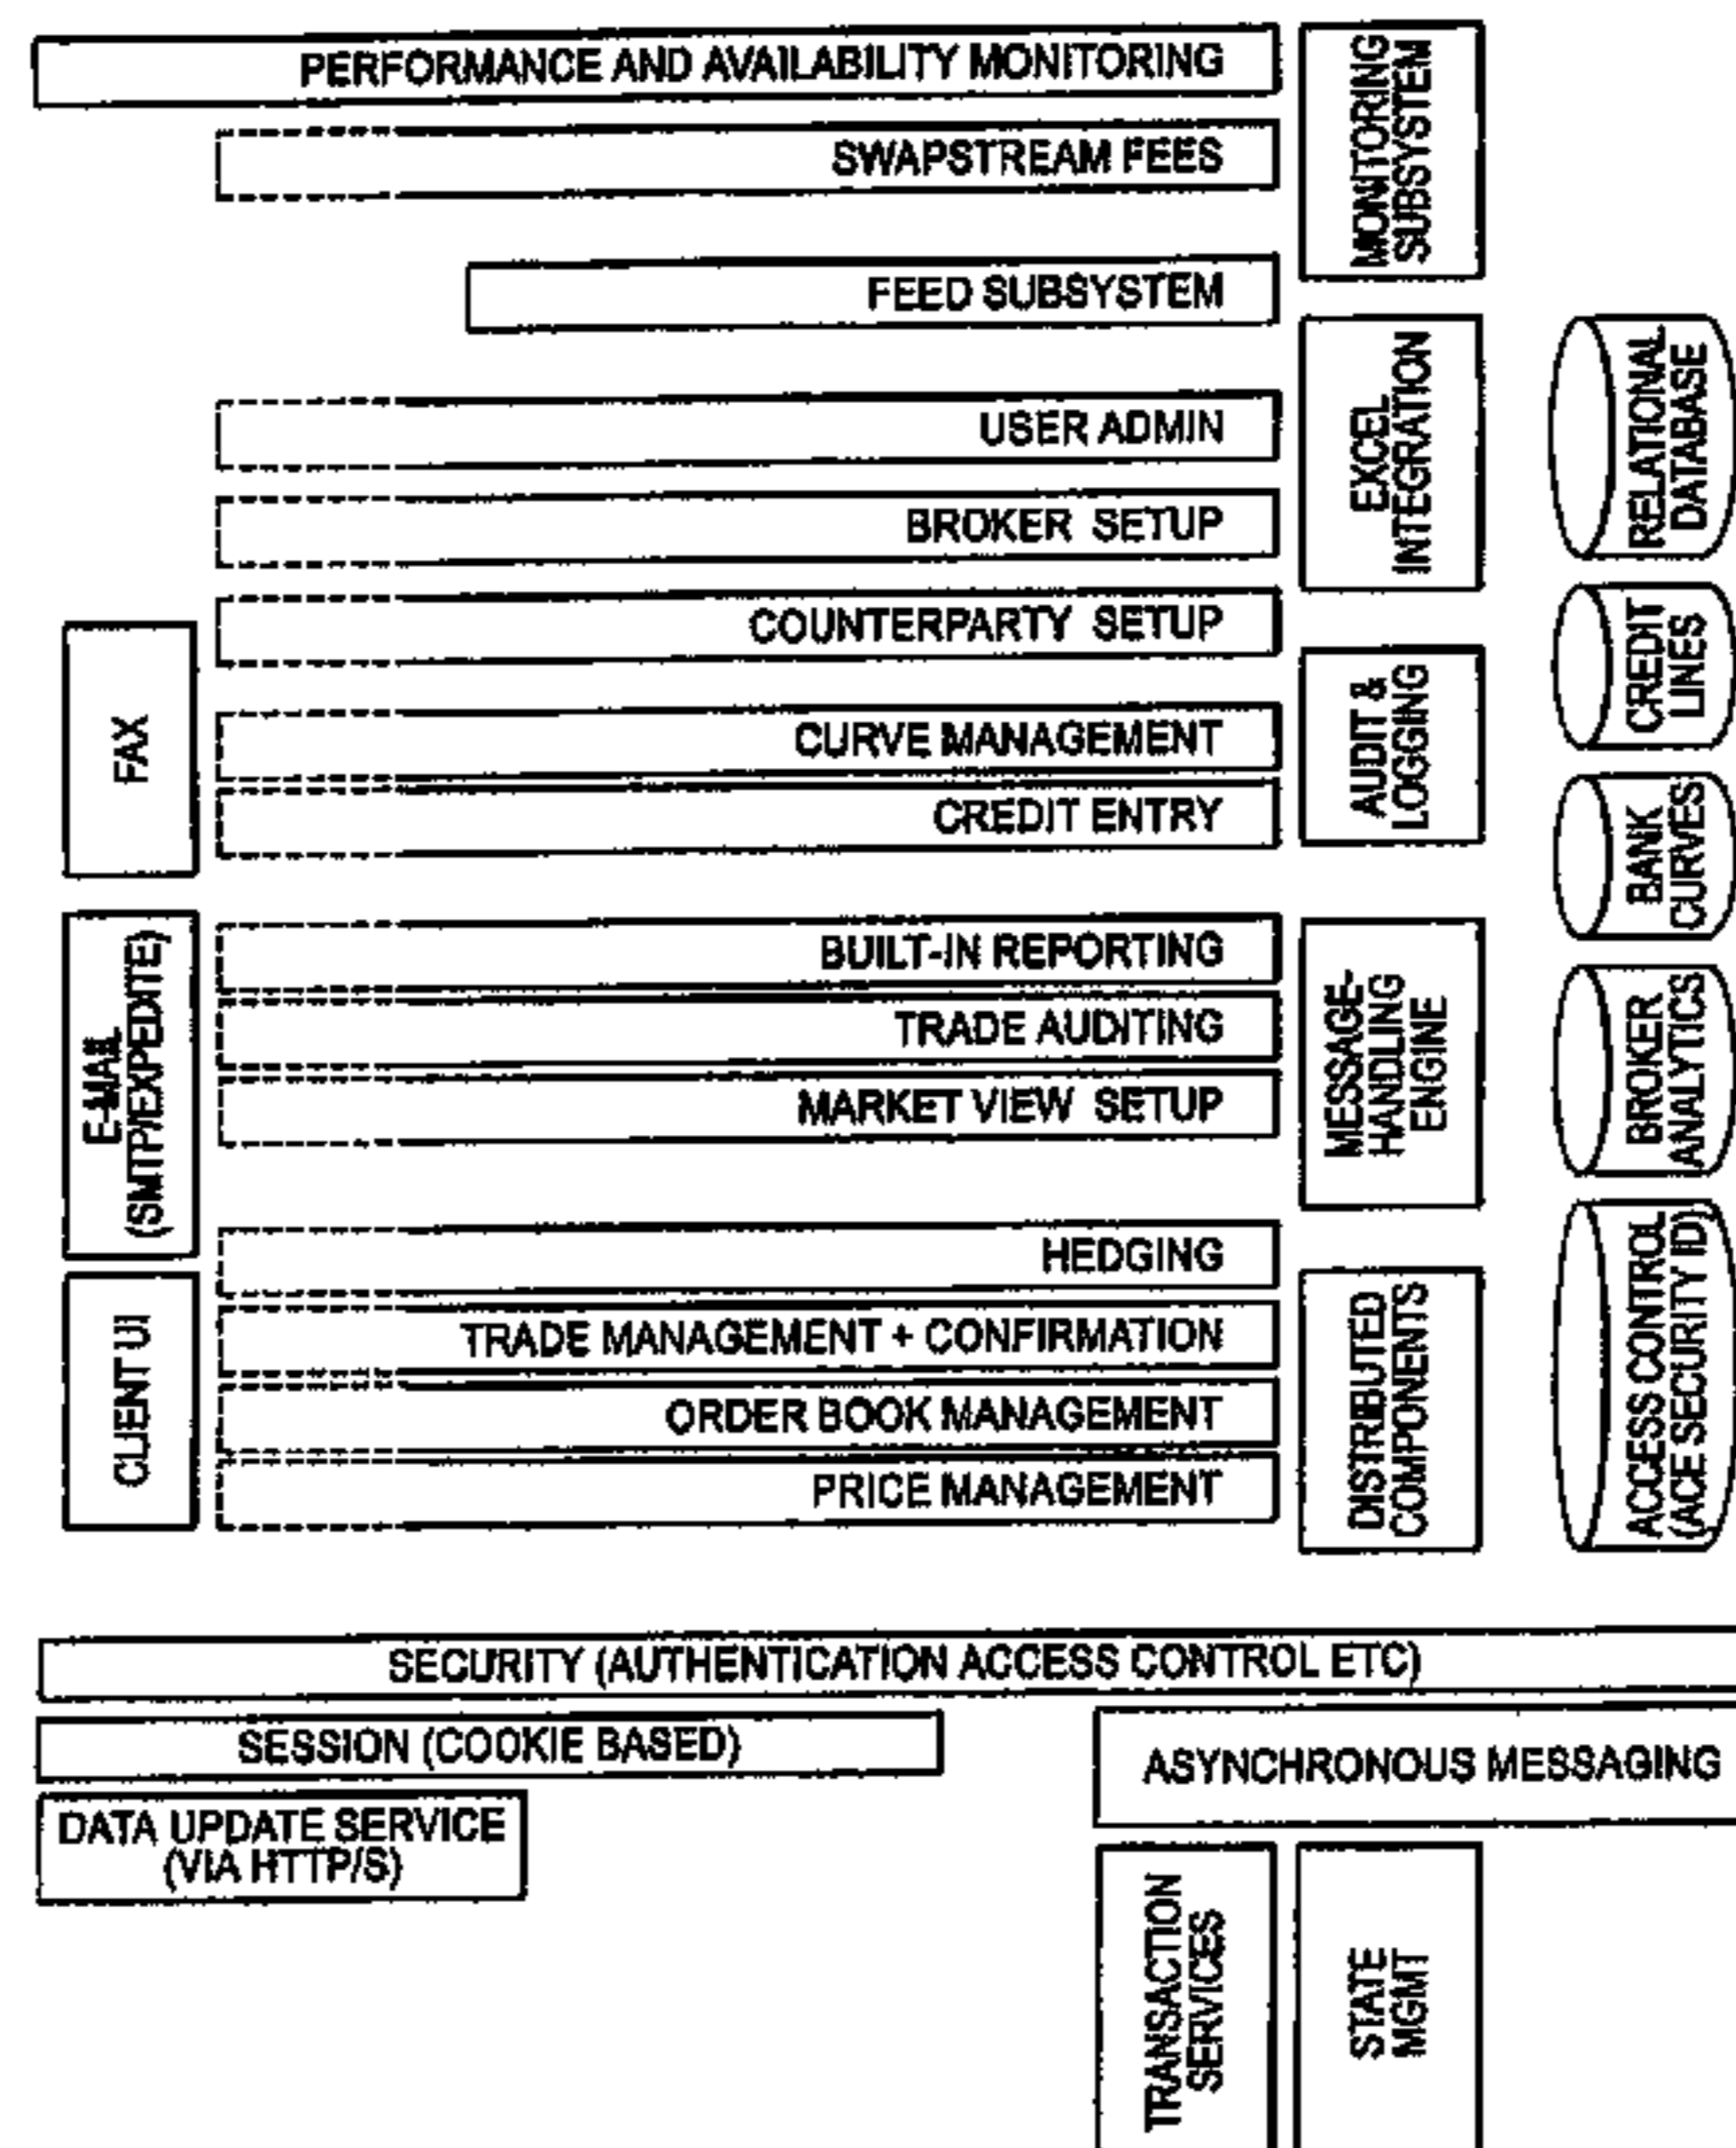 PERFORMANCE AND AVAILABILITY MONITORING
SWAPSTREAM FEES
FEED SUBSYSTEM
USER ADMIN
BROKER SETUP
COUNTERPARTY SETUP
CURVE MANAGEMENT
CREDIT ENTRY
BUILT-IN REPORTING
TRADE AUDITING
MARKET VIEW SETUP
HEDGING
TRADE MANAGEMENT + CONFIRMATION
ORDER BOOK MANAGEMENT
PRICE MANAGEMENT
FAX
E-MAIL
(SMTP/EXPEDITE)
CLIENT UI
MONITORING
SUBSYSTEM
EXCEL
INTEGRATION
AUDIT &
LOGGING
MESSAGE-
HANDLING
ENGINE
DISTRIBUTED
COMPONENTS
RELATIONAL
DATABASE
CREDIT
LINES
BANK
CURVES
BROKER
ANALYTICS
ACCESS CONTROL
(ACE SECURITY ID)
SECURITY (AUTHENTICATION ACCESS CONTROL ETC)
SESSION (COOKIE BASED)
ASYNCHRONOUS MESSAGING
DATA UPDATE SERVICE
(VIA HTTP/S)
TRANSACTION
SERVICES
STATE
MGMT